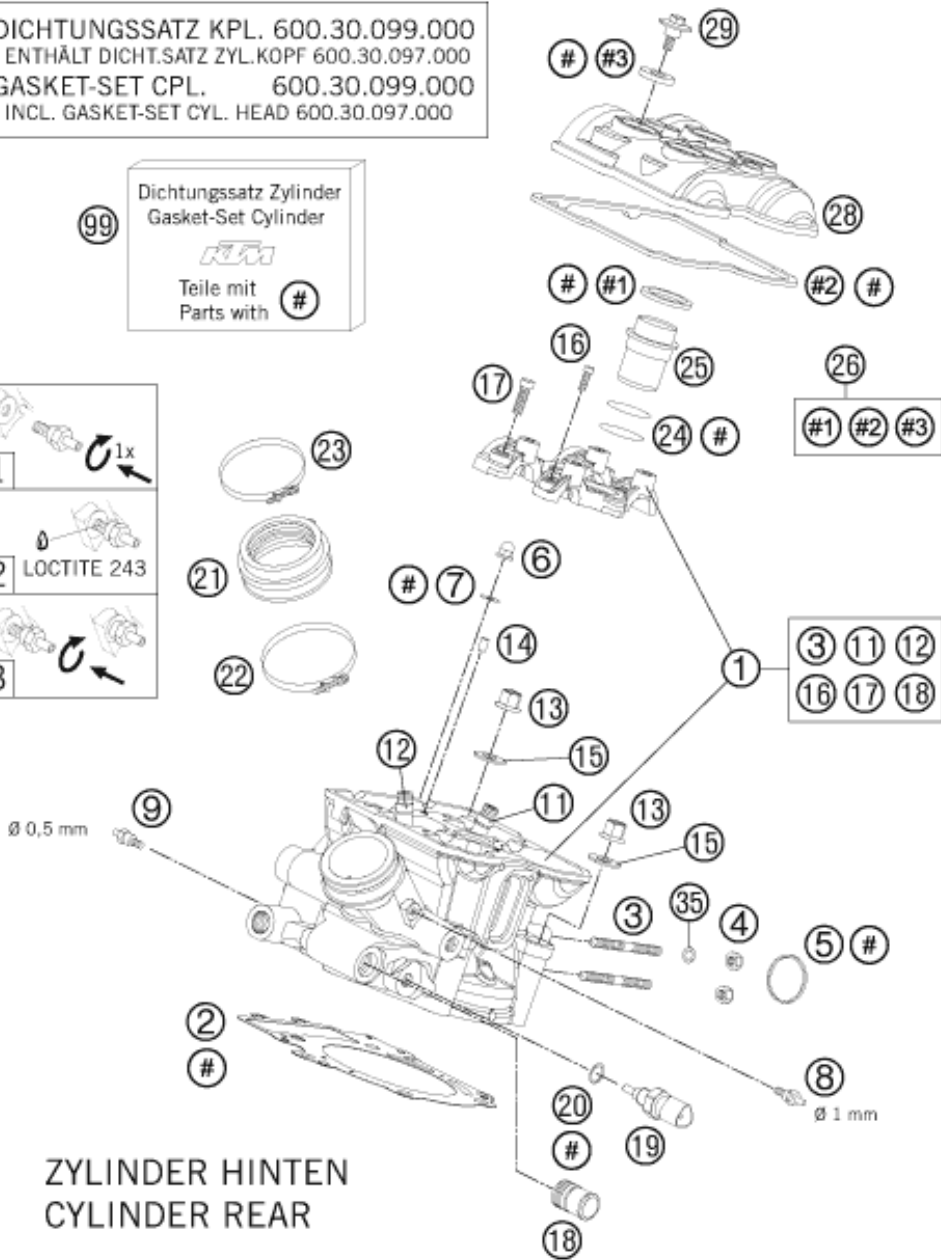 DICHTUNGSSATZ KPL. 600.30.099.000
ENTHÄLT DICHT.SATZ ZYL.KOPF 600.30.097.000
GASKET-SET CPL. 600.30.099.000
INCL. GASKET-SET CYL. HEAD 600.30.097.000
29
# #3
99
Dichtungssatz Zylinder
Gasket-Set Cylinder
KTM
Teile mit
Parts with #
28
#2 #
# #1
16
25
17
26
#1 #2 #3
24 #
23
1x
1
2 LOCTITE 243
3
21
6
# 7
14
22
13
1
3 11 12
16 17 18
12
15
11
13
15
9
Ø 0,5 mm
3
35
4
5 #
2
#
8
Ø 1 mm
20
#
19
18
ZYLINDER HINTEN
CYLINDER REAR